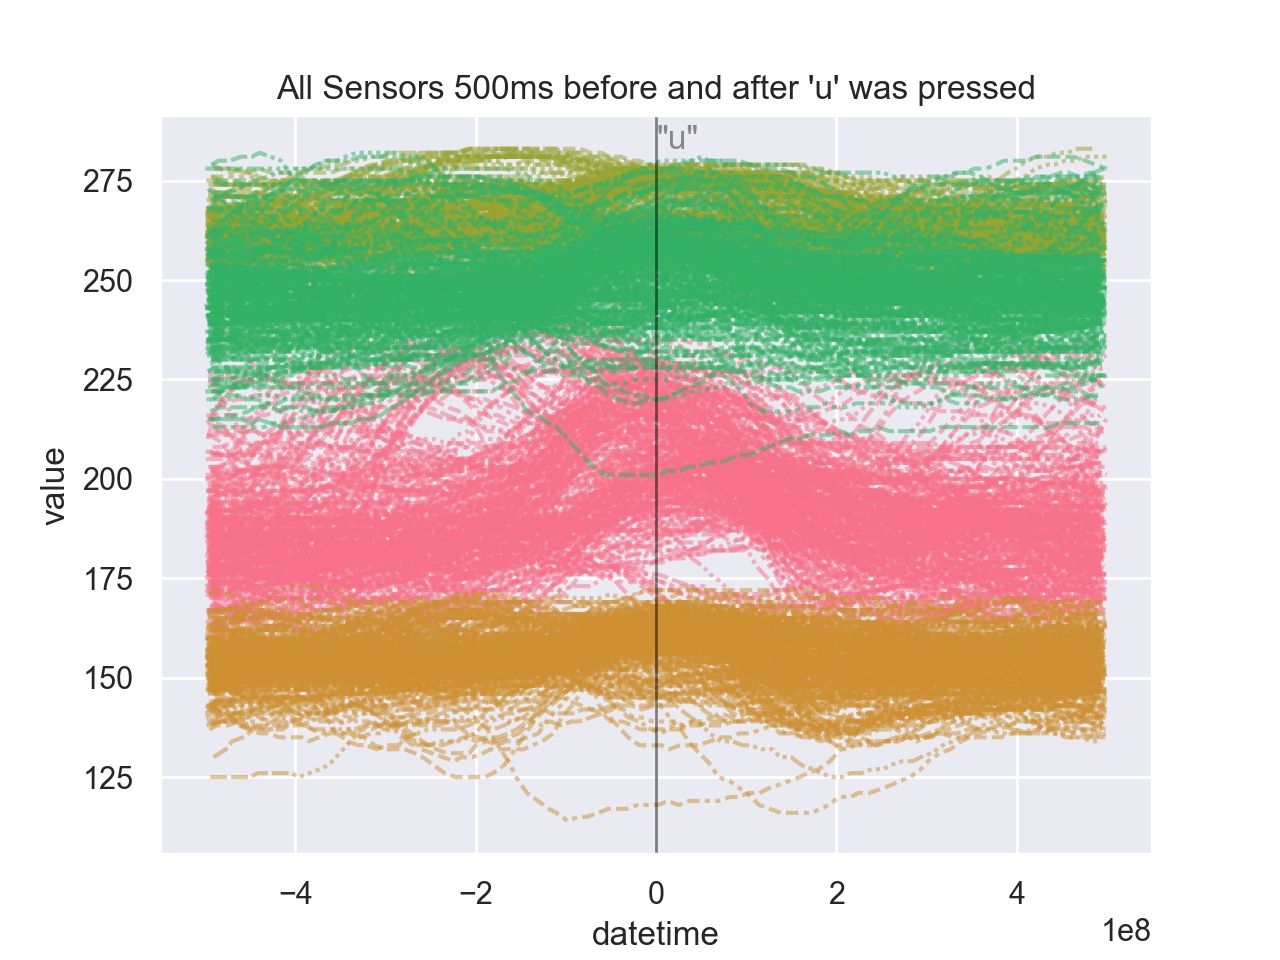 All Sensors 500ms before and after 'u' was pressed
"u"
275
250
225
200
175
150
125
value
−4
−2
0
2
4
1e8
datetime